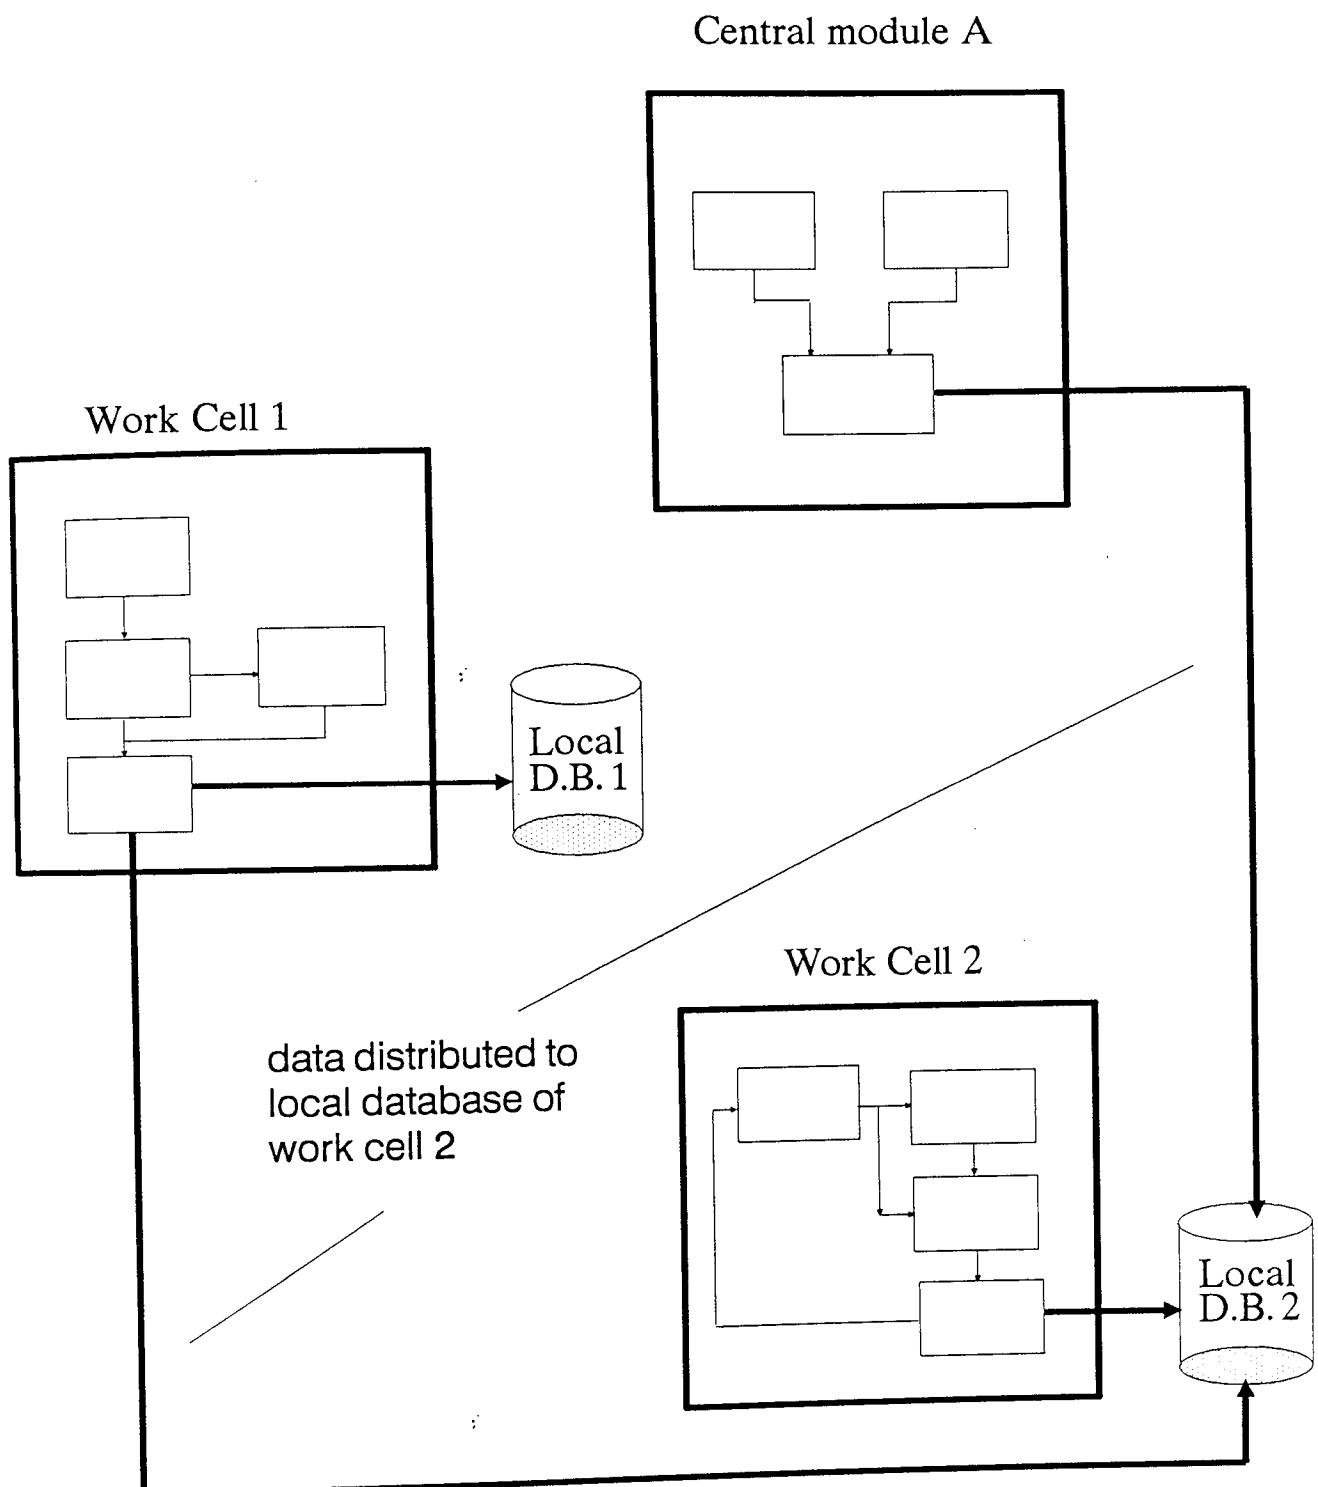 Central module A
Work Cell 1
Local
D.B. 1
Work Cell 2
data distributed to
local database of
work cell 2
Local
D.B. 2